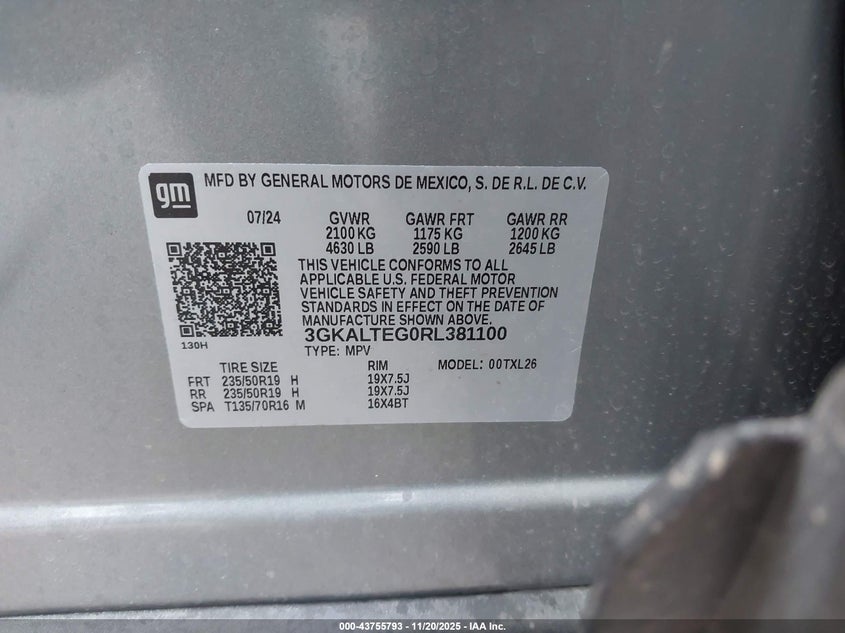 gm
MFD BY GENERAL MOTORS DE MEXICO, S. DE R.L. DE C.V.
07/24 GVWR GAWR FRT GAWR RR
2100 KG 1175 KG 1200 KG
4630 LB 2590 LB 2645 LB
THIS VEHICLE CONFORMS TO ALL
APPLICABLE U.S. FEDERAL MOTOR
VEHICLE SAFETY AND THEFT PREVENTION
STANDARDS IN EFFECT ON THE DATE OF
MANUFACTURE SHOWN ABOVE.
130H
3GKALTEG0RL381100
TYPE: MPV
TIRE SIZE RIM MODEL: 00TXL26
FRT 235/50R19 H 19X7.5J
RR 235/50R19 H 19X7.5J
SPA T135/70R16 M 16X4BT
000-43755793 - 11/20/2025 - IAA Inc.